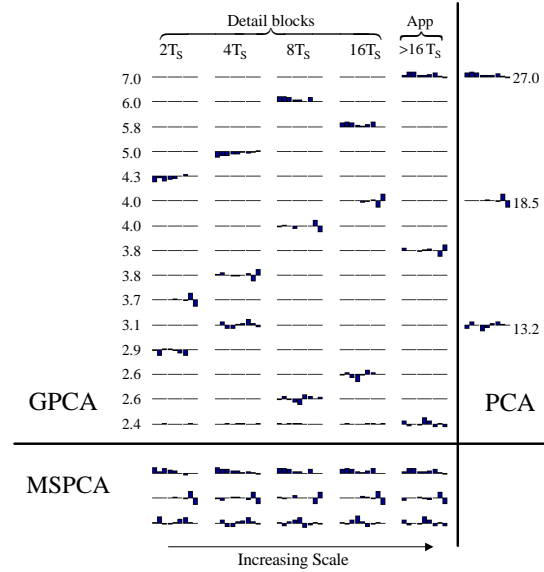 Detail blocks
App
2T_S 4T_S 8T_S 16T_S >16 T_S
7.0 27.0
6.0
5.8
5.0
4.3
4.0 18.5
4.0
3.8
3.8
3.7
3.1 13.2
2.9
2.6
2.6
GPCA PCA
2.4
MSPCA
Increasing Scale